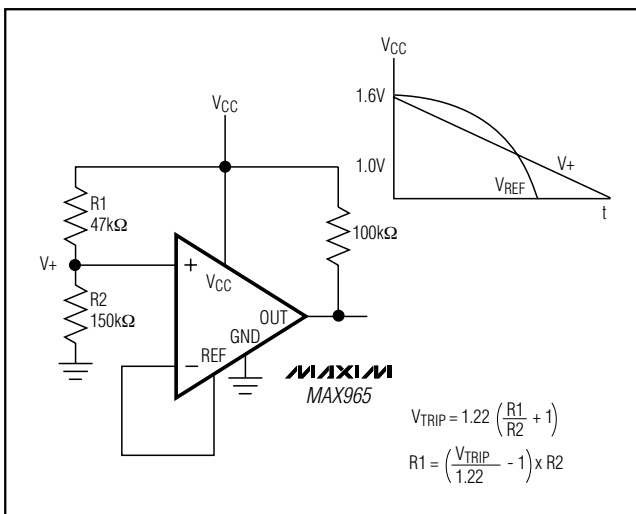 VCC
1.6V
1.0V
V+
VREF
t
VCC
R1
47kΩ
100kΩ
V+
+
VCC
R2
150kΩ
OUT
GND
−
REF
MAXIM
MAX965
VTRIP = 1.22 (R1/R2 + 1)
R1 = (VTRIP/1.22 - 1) x R2